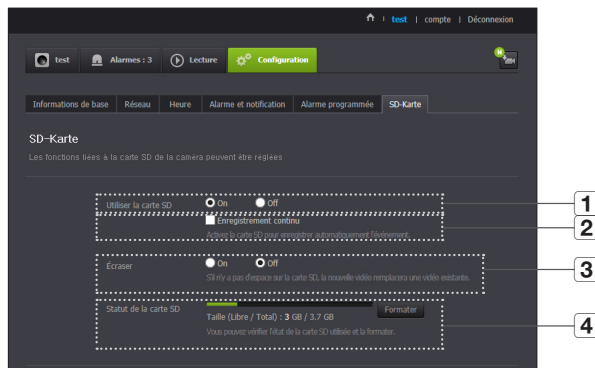 test | compte | Déconnexion
test Alarmes : 3 Lecture Configuration N
Informations de base Réseau Heure Alarme et notification Alarme programmée SD-Karte
SD-Karte
Les fonctions liées à la carte SD de la caméra peuvent être réglées
Utiliser la carte SD On Off 1
Enregistrement continu 2
Activez la carte SD pour enregistrer automatiquement l'événement.
Écraser On Off 3
S'il n'y a pas d'espace sur la carte SD, la nouvelle vidéo remplacera une vidéo existante.
Statut de la carte SD Formater
Taille (Libre / Total) : 3 GB / 3.7 GB 4
Vous pouvez vérifier l'état de la carte SD utilisée et la formater.